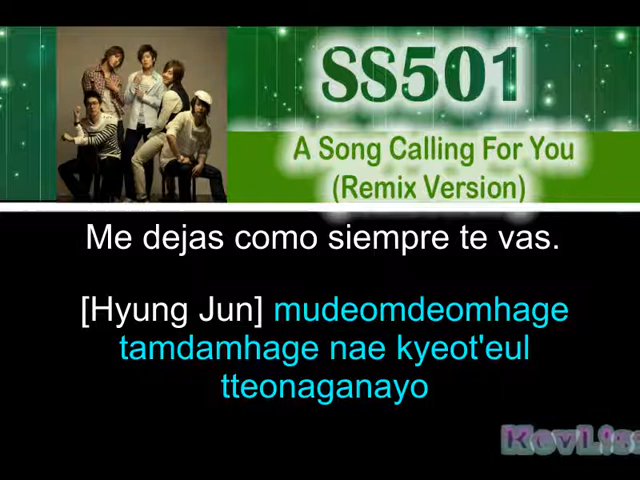 SS501
A Song Calling For You
(Remix Version)
Me dejas como siempre te vas.
[Hyung Jun] mudeomdeomhage
tamdamhage nae kyeot'eul
tteonaganayo